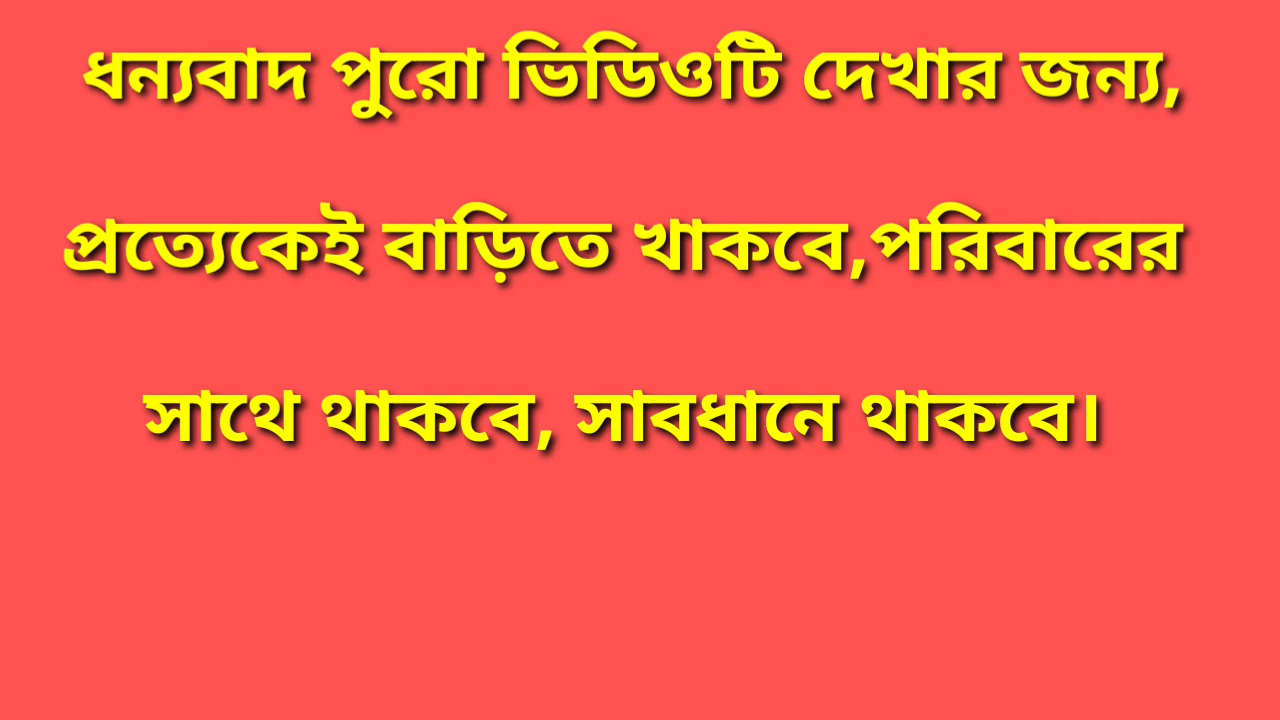 ধন্যবাদ পুরো ভিডিওটি দেখার জন্য,
প্রত্যেকেই বাড়িতে খাকবে,পরিবারের
সাথে থাকবে, সাবধানে থাকবে।